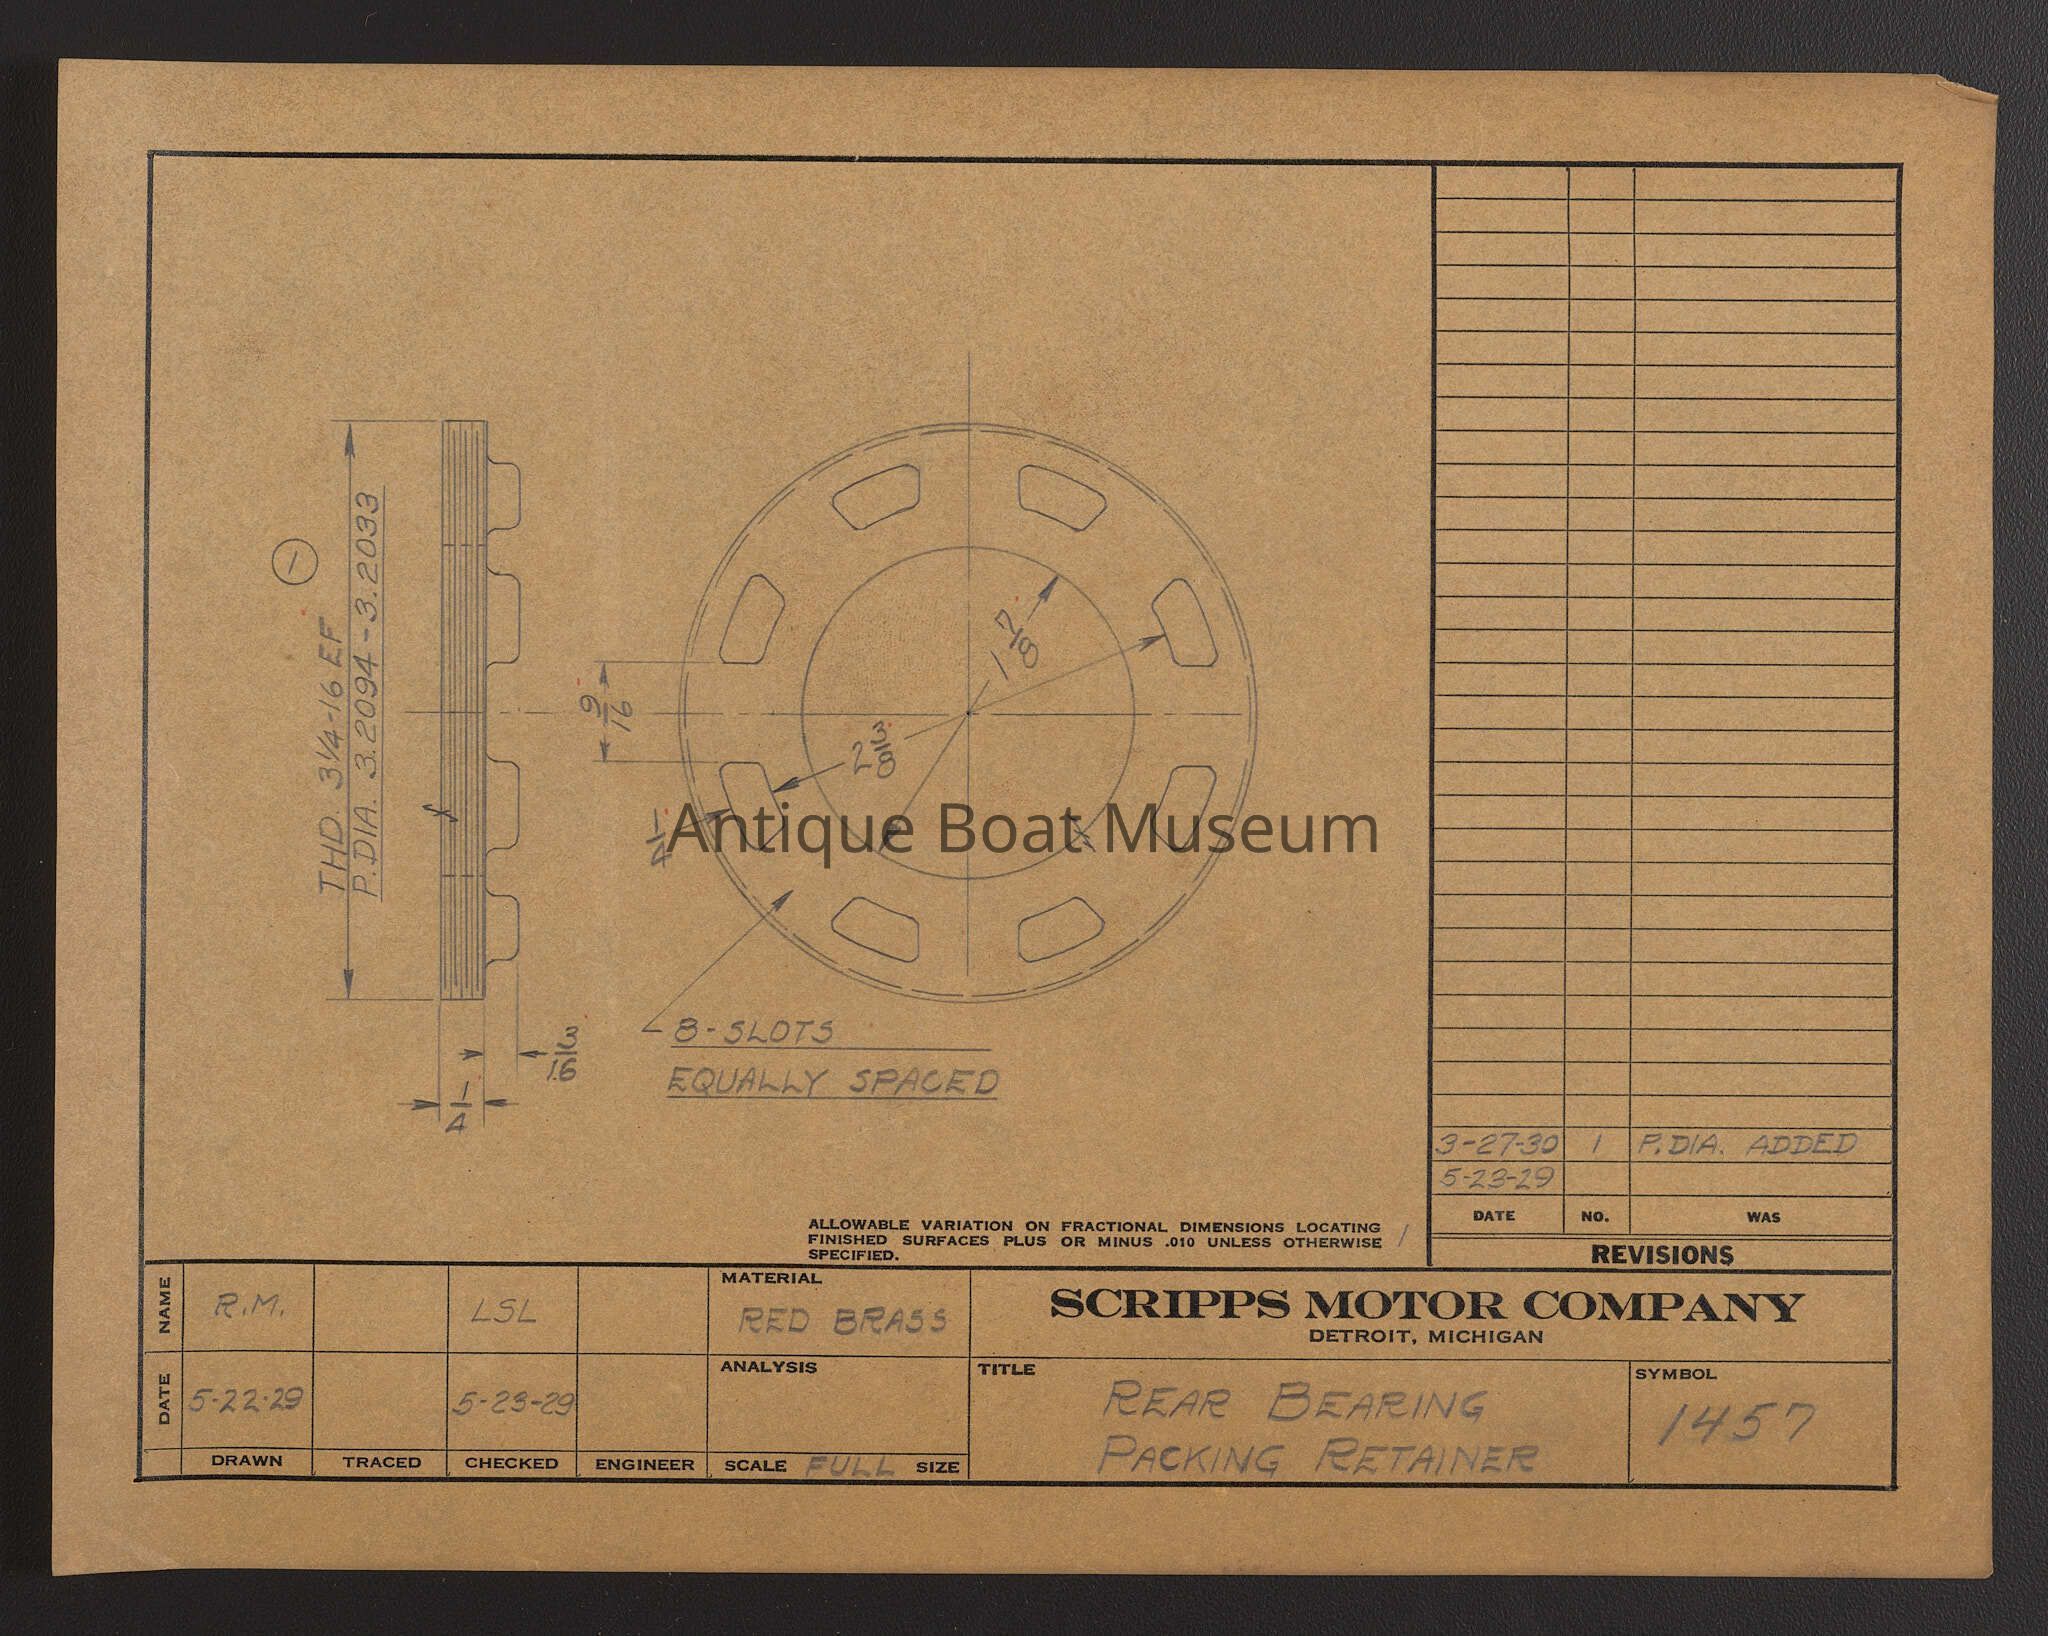 1
THD. 3 1/4-16 EF
P.DIA. 3.2094-3.2033
9/16
1 7/8
2 3/8
1/4
f
f
Antique Boat Museum
8-SLOTS
EQUALLY SPACED
3/16
1/4
3-27-30 1 P.DIA. ADDED
5-23-29
DATE NO. WAS
REVISIONS
ALLOWABLE VARIATION ON FRACTIONAL DIMENSIONS LOCATING
FINISHED SURFACES PLUS OR MINUS .010 UNLESS OTHERWISE
SPECIFIED.
NAME R.M. LSL
DATE 5-22-29 5-23-29
DRAWN TRACED CHECKED ENGINEER
MATERIAL
RED BRASS
ANALYSIS
SCALE FULL SIZE
SCRIPPS MOTOR COMPANY
DETROIT, MICHIGAN
TITLE
REAR BEARING
PACKING RETAINER
SYMBOL
1457